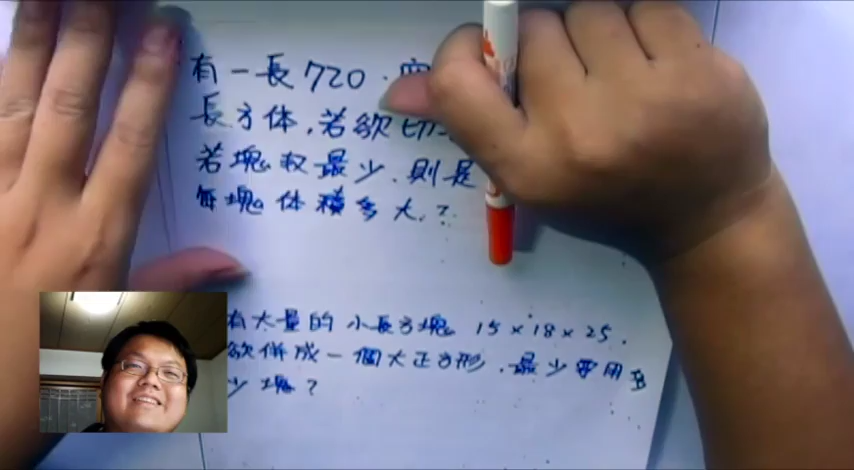 有一長720.
長方体,若欲切
若塊数最少.則是
每塊体積多大.?
有大量的小長方塊 15×18×25.
欲併成一個大正方形.最少要用多
少塊?